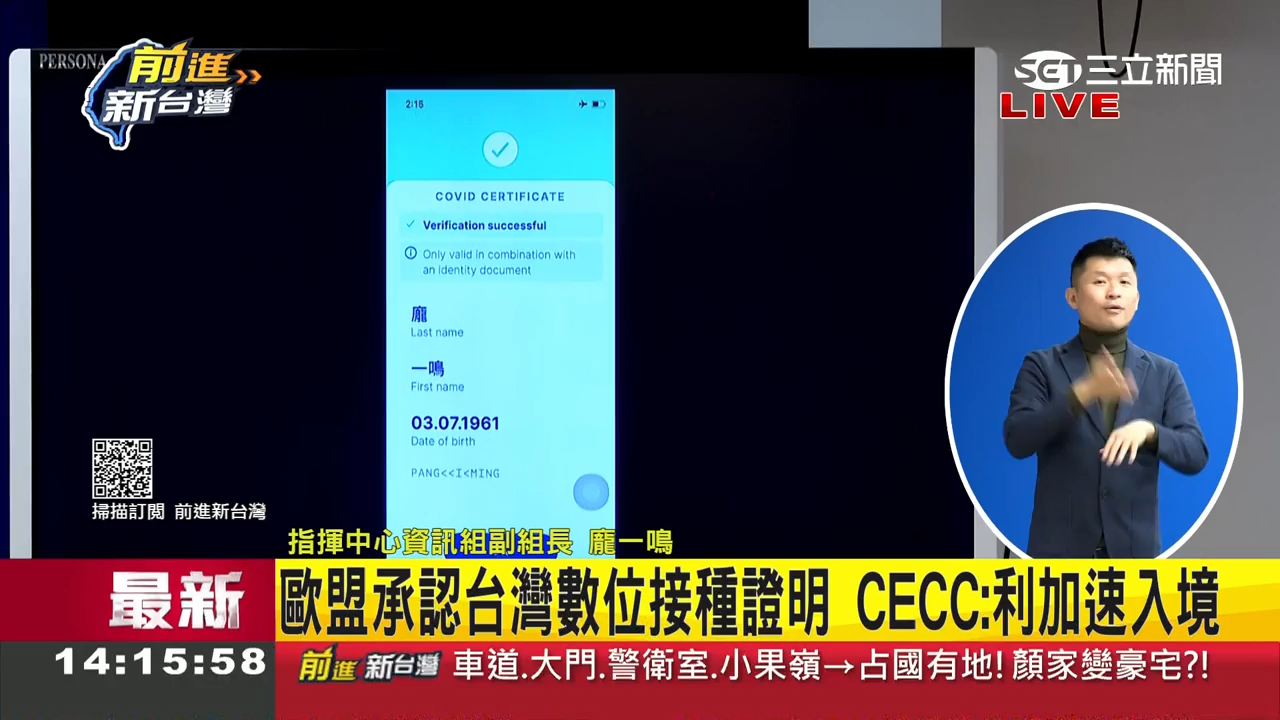 PERSONA
前進
新台灣
SET三立新聞
LIVE
2:15
COVID CERTIFICATE
Verification successful
Only valid in combination with
an identity document
龐
Last name
一鳴
First name
03.07.1961
Date of birth
PANG<<I<MING
掃描訂閱 前進新台灣
指揮中心資訊組副組長 龐一鳴
最新
歐盟承認台灣數位接種證明 CECC:利加速入境
14:15:58
前進新台灣 車道.大門.警衛室.小果嶺→占國有地!顏家變豪宅?!